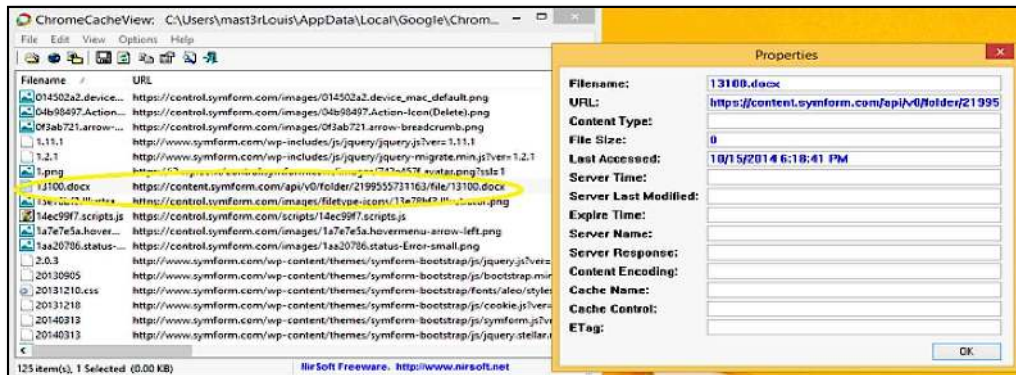 ChromeCacheView: C:\Users\mast3rLouis\AppData\Local\Google\Chrom...
File Edit View Options Help
Filename / URL
014502a2.device... https://control.symform.com/images/014502a2.device_mac_default.png
04b98497.Action... https://control.symform.com/images/04b98497.Action-Icon(Delete).png
0f3ab721.arrow-... https://control.symform.com/images/0f3ab721.arrow-breadcrumb.png
1.11.1 http://www.symform.com/wp-includes/js/jquery/jquery.js?ver=1.11.1
1.2.1 http://www.symform.com/wp-includes/js/jquery/jquery-migrate.min.js?ver=1.2.1
1.png
13100.docx https://content.symform.com/api/v0/folder/2199555731163/file/13100.docx
14ec99f7.scripts.js https://control.symform.com/scripts/14ec99f7.scripts.js
1a7e7e5a.hover... https://control.symform.com/images/1a7e7e5a.hovermenu-arrow-left.png
1aa20786.status-... https://control.symform.com/images/1aa20786.status-Error-small.png
2.0.3 http://www.symform.com/wp-content/themes/symform-bootstrap/js/jquery.js?ver=
20130905 http://www.symform.com/wp-content/themes/symform-bootstrap/js/bootstrap.min
20131210.css http://www.symform.com/wp-content/themes/symform-bootstrap/fonts/aleo/styles
20131218 http://www.symform.com/wp-content/themes/symform-bootstrap/js/cookie.js?ver=
20140313 http://www.symform.com/wp-content/themes/symform-bootstrap/js/symform.js?ve
20140313 http://www.symform.com/wp-content/themes/symform-bootstrap/js/jquery.stellar.
125 item(s), 1 Selected (0.00 KB) NirSoft Freeware. http://www.nirsoft.net
Properties
Filename: 13100.docx
URL: https://content.symform.com/api/v0/folder/21995
Content Type:
File Size: 0
Last Accessed: 10/15/2014 6:18:41 PM
Server Time:
Server Last Modified:
Expire Time:
Server Name:
Server Response:
Content Encoding:
Cache Name:
Cache Control:
ETag:
OK